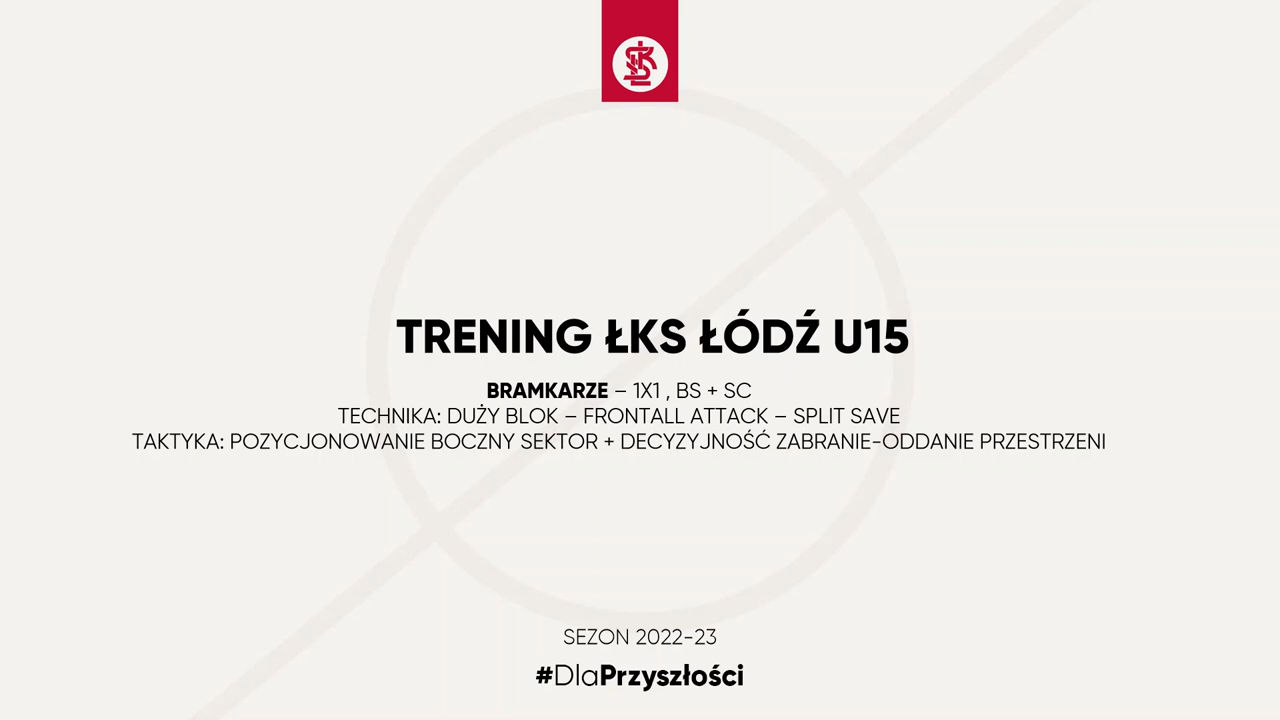 TRENING ŁKS ŁÓDŹ U15
BRAMKARZE – 1X1 , BS + SC
TECHNIKA: DUŻY BLOK – FRONTALL ATTACK – SPLIT SAVE
TAKTYKA: POZYCJONOWANIE BOCZNY SEKTOR + DECYZYJNOŚĆ ZABRANIE-ODDANIE PRZESTRZENI
SEZON 2022-23
#DlaPrzyszłości